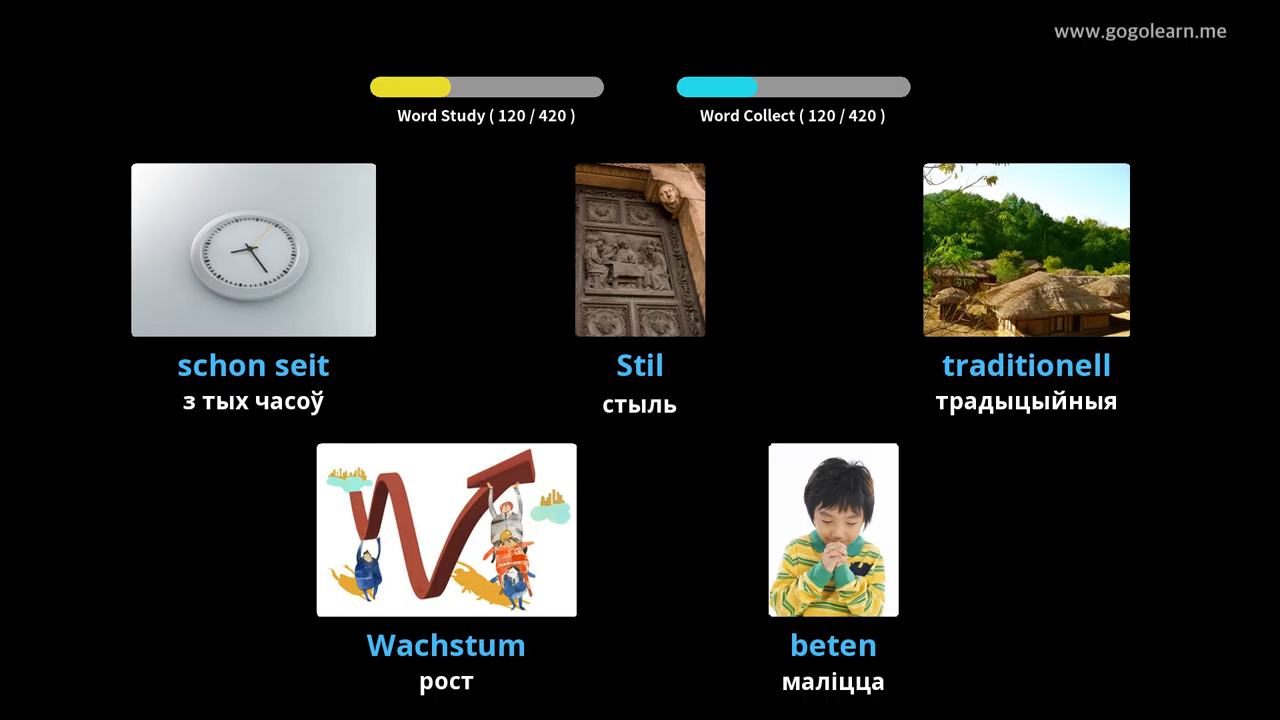 www.gogolearn.me
Word Study ( 120 / 420 )
Word Collect ( 120 / 420 )
schon seit
з тых часоў
Stil
стыль
traditionell
традыцыйныя
Wachstum
рост
beten
маліцца